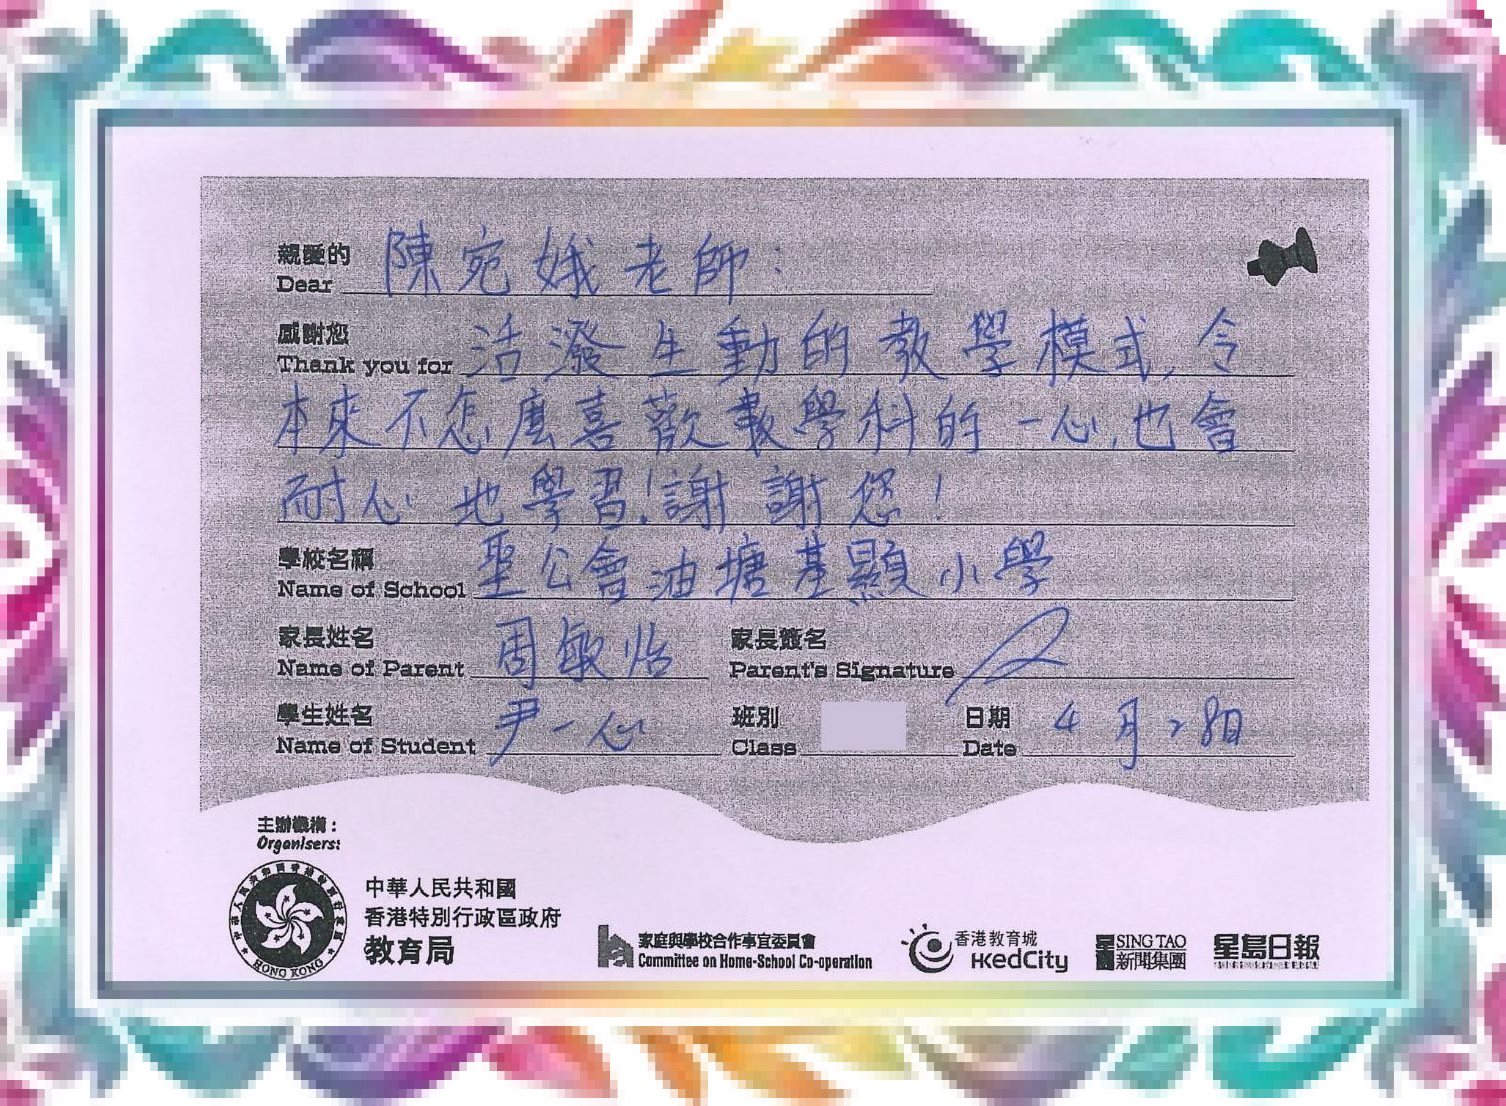 親愛的 陳宛娥老師：
Dear
感謝您 活潑生動的教學模式，令
Thank you for
本來不怎麼喜歡數學科的一心，也會
耐心地學習！謝謝您！
學校名稱 聖公會油塘基顯小學
Name of School
家長姓名 周敏怡 家長簽名
Name of Parent Parent's Signature
學生姓名 尹一心 班別 日期 4月28日
Name of Student Class Date
主辦機構：
Organisers:
中華人民共和國
香港特別行政區政府
教育局
HONG KONG
家庭與學校合作事宜委員會
Committee on Home-School Co-operation
香港教育城
HKedCity
星島 SING TAO
新聞集團
星島日報